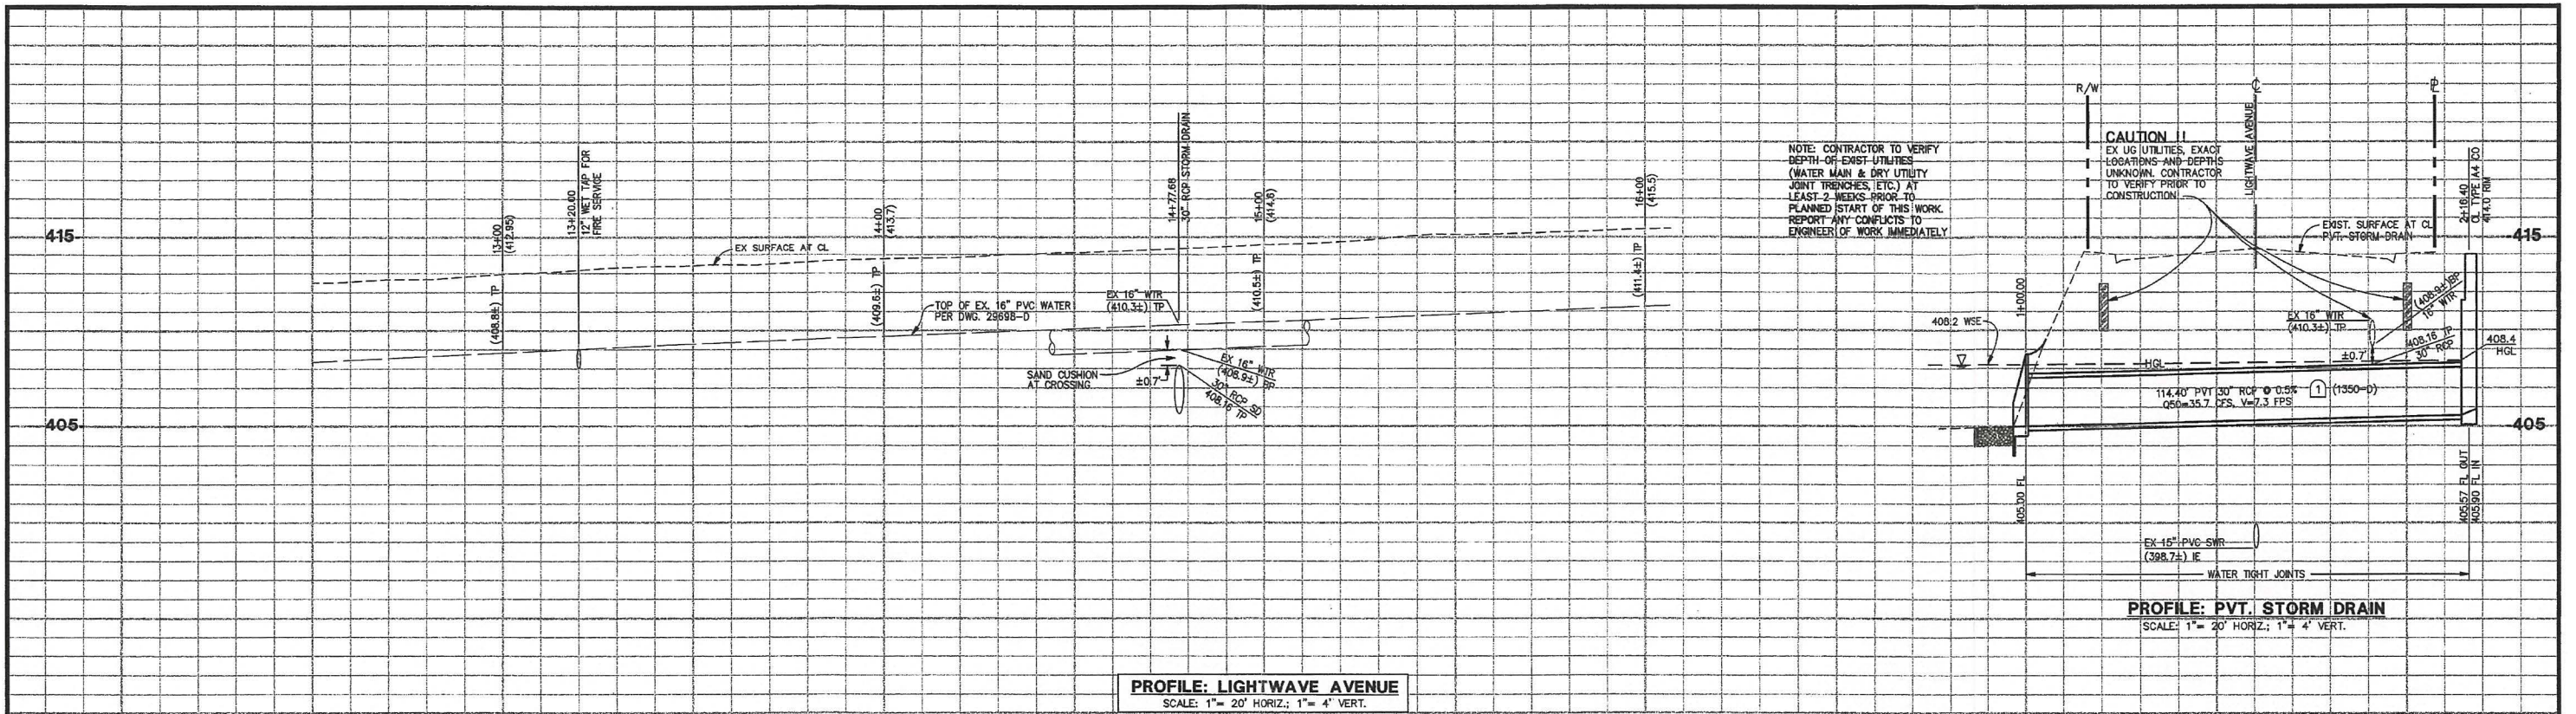 415
405
13+00
(412.95)
(408.8±) TP
13+20.00
12" WET TAP FOR
FIRE SERVICE
EX SURFACE AT CL
14+00
(413.7)
(409.6±) TP
TOP OF EX. 16" PVC WATER
PER DWG. 29698-D
14+77.68
30" RCP STORM DRAIN
EX 16" WTR
(410.3±) TP
15+00
(414.6)
(410.5±) TP
SAND CUSHION
AT CROSSING
±0.7'
EX 16" WTR
(408.9±) BP
30" RCP SD
408.16 TP
16+00
(415.5)
(411.4±) TP
PROFILE: LIGHTWAVE AVENUE
SCALE: 1"= 20' HORIZ.; 1"= 4' VERT.
NOTE: CONTRACTOR TO VERIFY
DEPTH OF EXIST UTILITIES
(WATER MAIN & DRY UTILITY
JOINT TRENCHES, ETC.) AT
LEAST 2 WEEKS PRIOR TO
PLANNED START OF THIS WORK.
REPORT ANY CONFLICTS TO
ENGINEER OF WORK IMMEDIATELY
R/W
CAUTION !!
EX UG UTILITIES, EXACT
LOCATIONS AND DEPTHS
UNKNOWN. CONTRACTOR
TO VERIFY PRIOR TO
CONSTRUCTION
LIGHTWAVE AVENUE
EXIST. SURFACE AT CL
PVT. STORM DRAIN
2+16.40
CL TYPE A4 CO
414.0 RIM
415
1+00.00
408.2 WSE
EX 16" WTR
(410.3±) TP
(408.9±) BP
16" WTR
408.16 TP
30" RCP
±0.7'
408.4
HGL
HGL
114.40' PVT 30" RCP @ 0.5% 1 (1350-D)
Q50=35.7 CFS, V=7.3 FPS
405
405.00 FL
405.57 FL OUT
405.90 FL IN
EX 15" PVC SWR
(398.7±) IE
WATER TIGHT JOINTS
PROFILE: PVT. STORM DRAIN
SCALE: 1"= 20' HORIZ.; 1"= 4' VERT.